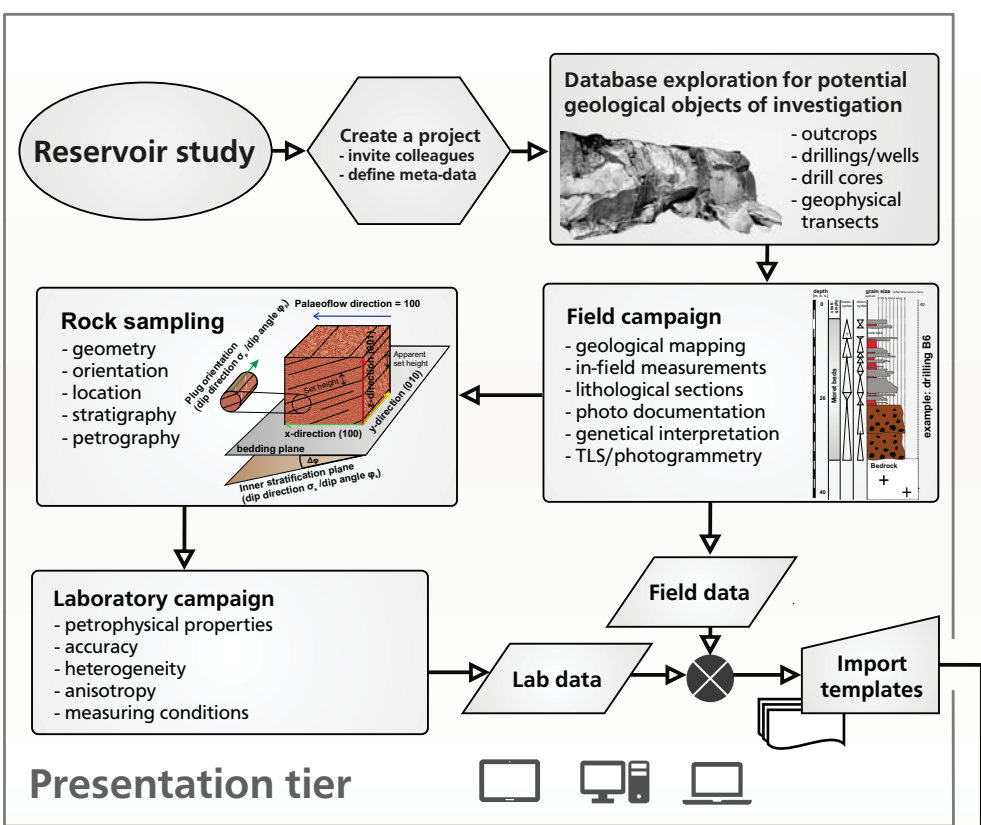 Reservoir study
Create a project
- invite colleagues
- define meta-data
Database exploration for potential
geological objects of investigation
- outcrops
- drillings/wells
- drill cores
- geophysical
transects
Rock sampling
- geometry
- orientation
- location
- stratigraphy
- petrography
Palaeoflow direction = 100
Plug orientation
(dip direction σₚ/dip angle φₚ)
Set height
Apparent
set height
z-direction (001)
y-direction (010)
x-direction (100)
bedding plane
Δφ
Inner stratification plane
(dip direction σₛ/dip angle φₛ)
Field campaign
- geological mapping
- in-field measurements
- lithological sections
- photo documentation
- genetical interpretation
- TLS/photogrammetry
depth
grain size
0
20
40
Moret beds
Bedrock
40
example: drilling B6
Laboratory campaign
- petrophysical properties
- accuracy
- heterogeneity
- anisotropy
- measuring conditions
Field data
Lab data
Import
templates
Presentation tier